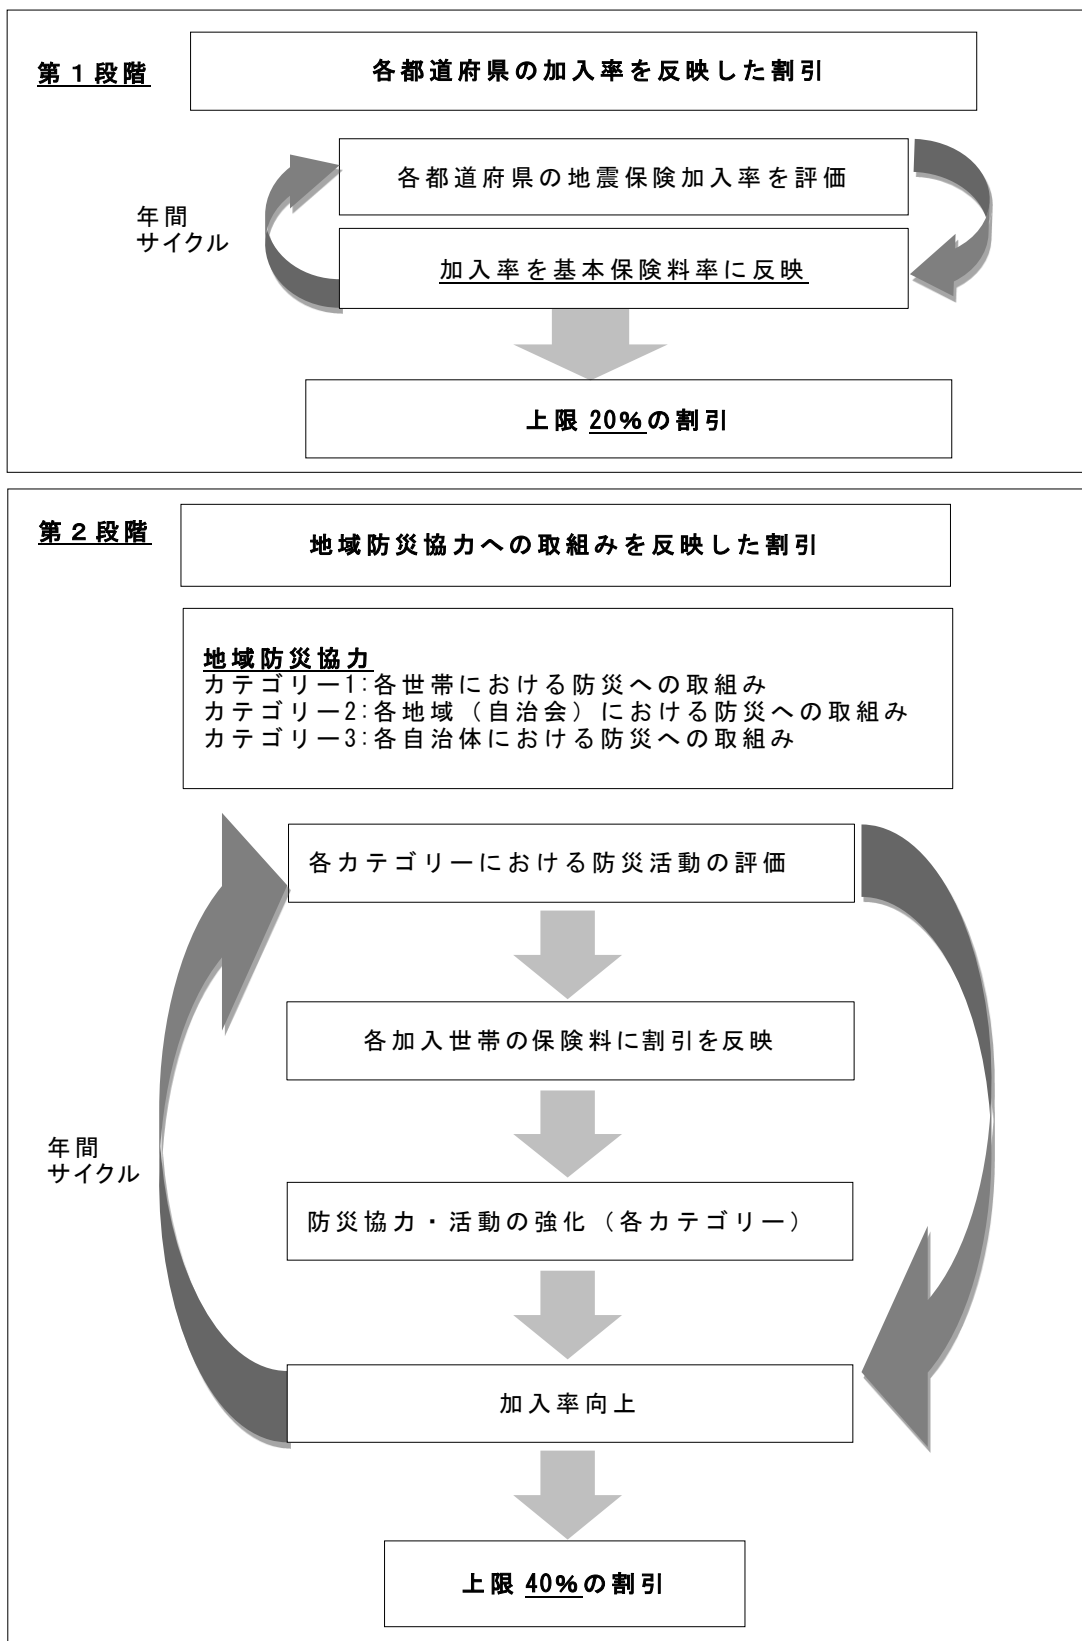 第１段階
各都道府県の加入率を反映した割引
各都道府県の地震保険加入率を評価
年間
サイクル
加入率を基本保険料率に反映
上限 20%の割引
第２段階
地域防災協力への取組みを反映した割引
地域防災協力
カテゴリー1:各世帯における防災への取組み
カテゴリー2:各地域（自治会）における防災への取組み
カテゴリー3:各自治体における防災への取組み
各カテゴリーにおける防災活動の評価
各加入世帯の保険料に割引を反映
年間
サイクル
防災協力・活動の強化（各カテゴリー）
加入率向上
上限 40%の割引